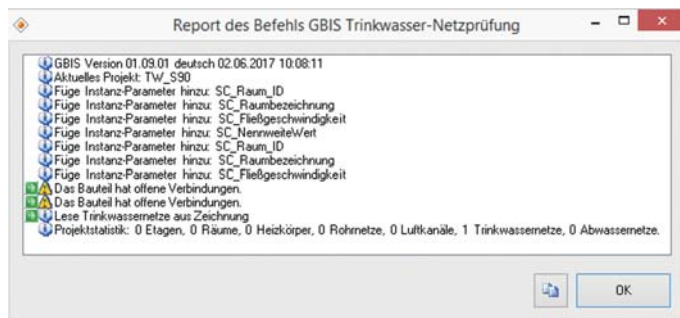 Report des Befehls GBIS Trinkwasser-Netzprüfung
GBIS Version 01.09.01 deutsch 02.06.2017 10:08:11
Aktuelles Projekt: TW_S90
Füge Instanz-Parameter hinzu: SC_Raum_ID
Füge Instanz-Parameter hinzu: SC_Raumbezeichnung
Füge Instanz-Parameter hinzu: SC_Fließgeschwindigkeit
Füge Instanz-Parameter hinzu: SC_NennweiteWert
Füge Instanz-Parameter hinzu: SC_Raum_ID
Füge Instanz-Parameter hinzu: SC_Raumbezeichnung
Füge Instanz-Parameter hinzu: SC_Fließgeschwindigkeit
Das Bauteil hat offene Verbindungen.
Das Bauteil hat offene Verbindungen.
Lese Trinkwassernetze aus Zeichnung
Projektstatistik: 0 Etagen, 0 Räume, 0 Heizkörper, 0 Rohrnetze, 0 Luftkanäle, 1 Trinkwassernetze, 0 Abwassernetze.
OK